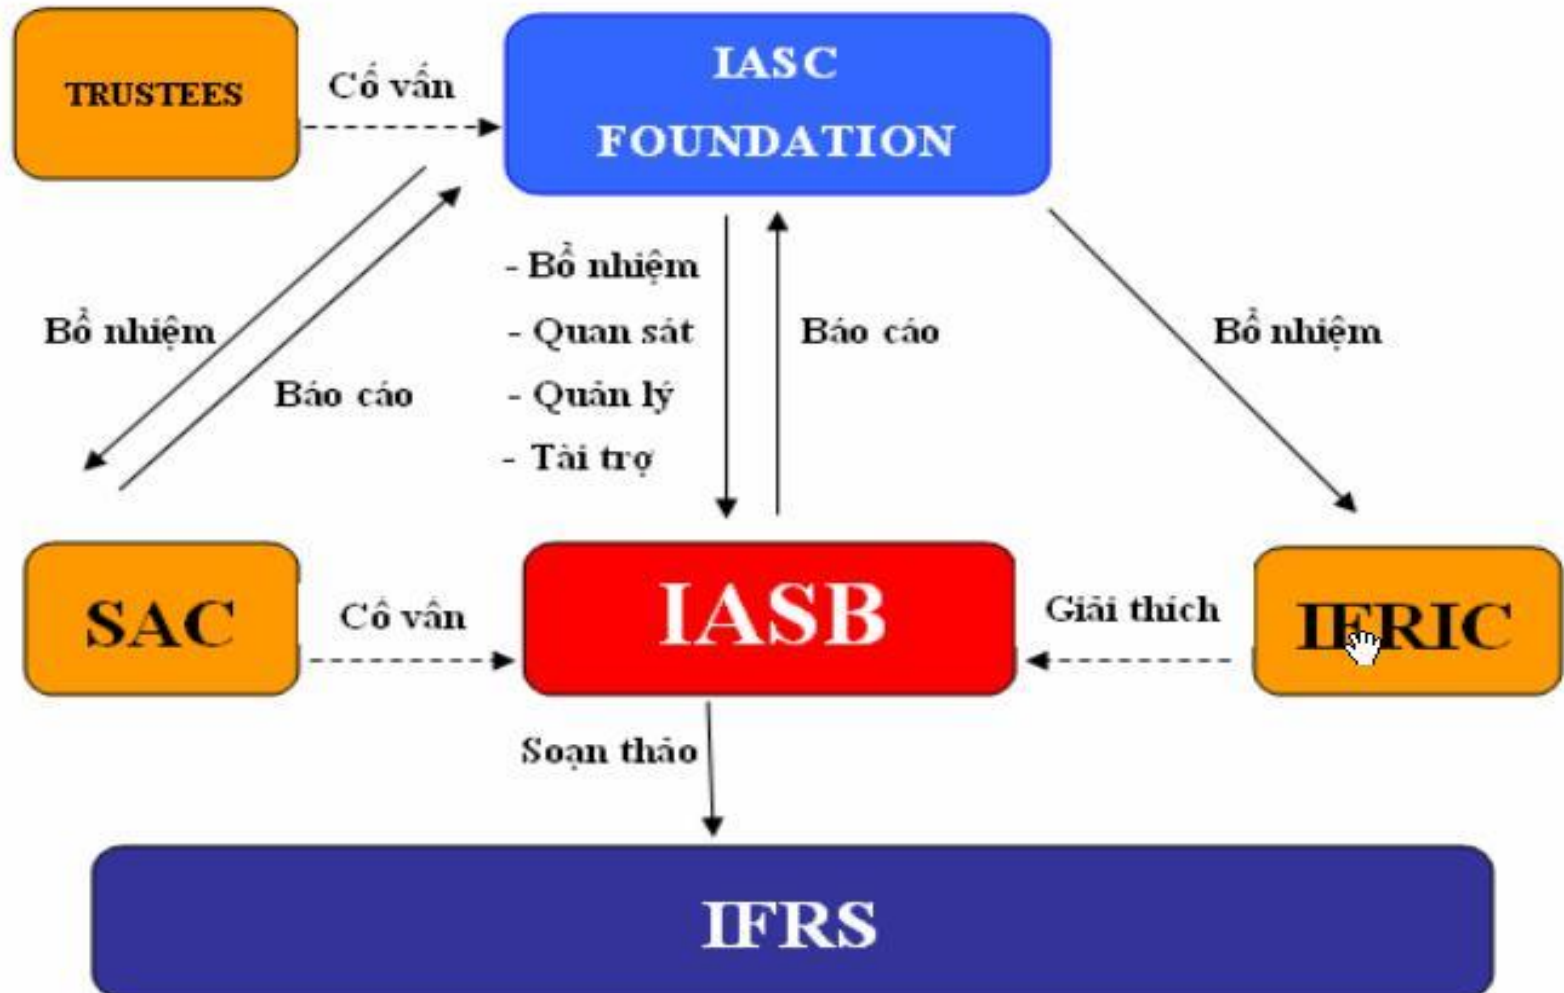 TRUSTEES
Cố vấn
IASC
FOUNDATION
Bổ nhiệm
Báo cáo
- Bổ nhiệm
- Quan sát
- Quản lý
- Tài trợ
Báo cáo
Bổ nhiệm
SAC
Cố vấn
IASB
Giải thích
IFRIC
Soạn thảo
IFRS